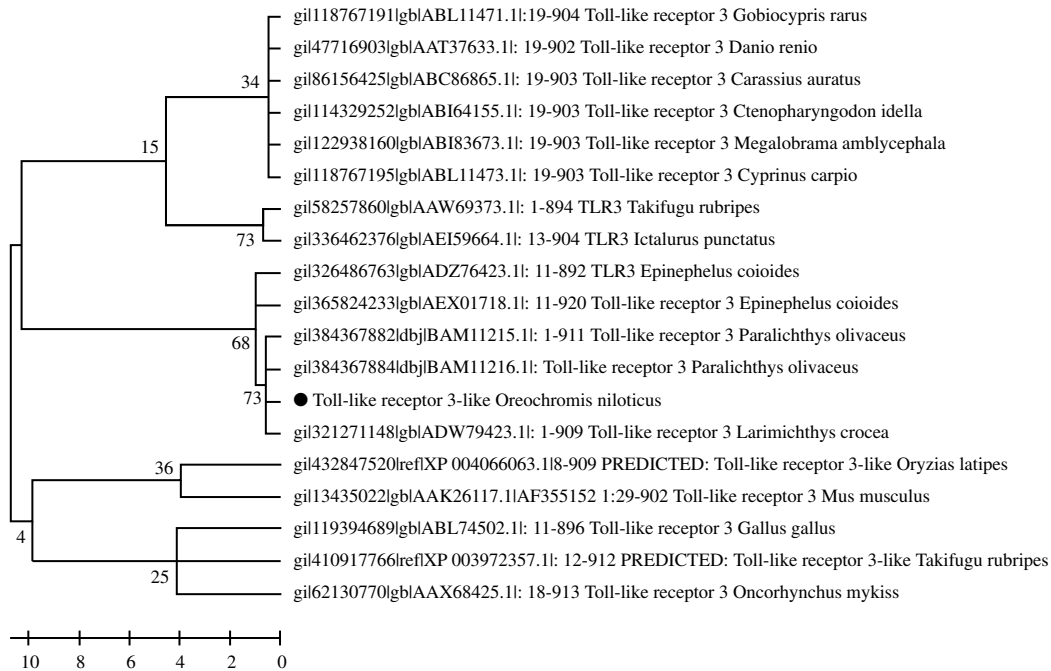 gi|118767191|gb|ABL11471.1|:19-904 Toll-like receptor 3 Gobiocypris rarus
gi|47716903|gb|AAT37633.1|: 19-902 Toll-like receptor 3 Danio renio
34
gi|86156425|gb|ABC86865.1|: 19-903 Toll-like receptor 3 Carassius auratus
gi|114329252|gb|ABI64155.1|: 19-903 Toll-like receptor 3 Ctenopharyngodon idella
15
gi|122938160|gb|ABI83673.1|: 19-903 Toll-like receptor 3 Megalobrama amblycephala
gi|118767195|gb|ABL11473.1|: 19-903 Toll-like receptor 3 Cyprinus carpio
gi|58257860|gb|AAW69373.1|: 1-894 TLR3 Takifugu rubripes
73
gi|336462376|gb|AEI59664.1|: 13-904 TLR3 Ictalurus punctatus
gi|326486763|gb|ADZ76423.1|: 11-892 TLR3 Epinephelus coioides
gi|365824233|gb|AEX01718.1|: 11-920 Toll-like receptor 3 Epinephelus coioides
68
gi|384367882|dbj|BAM11215.1|: 1-911 Toll-like receptor 3 Paralichthys olivaceus
gi|384367884|dbj|BAM11216.1|: Toll-like receptor 3 Paralichthys olivaceus
73
Toll-like receptor 3-like Oreochromis niloticus
gi|321271148|gb|ADW79423.1|: 1-909 Toll-like receptor 3 Larimichthys crocea
36
gi|432847520|ref|XP 004066063.1|8-909 PREDICTED: Toll-like receptor 3-like Oryzias latipes
gi|13435022|gb|AAK26117.1|AF355152 1:29-902 Toll-like receptor 3 Mus musculus
4
gi|119394689|gb|ABL74502.1|: 11-896 Toll-like receptor 3 Gallus gallus
gi|410917766|ref|XP 003972357.1|: 12-912 PREDICTED: Toll-like receptor 3-like Takifugu rubripes
25
gi|62130770|gb|AAX68425.1|: 18-913 Toll-like receptor 3 Oncorhynchus mykiss
10 8 6 4 2 0